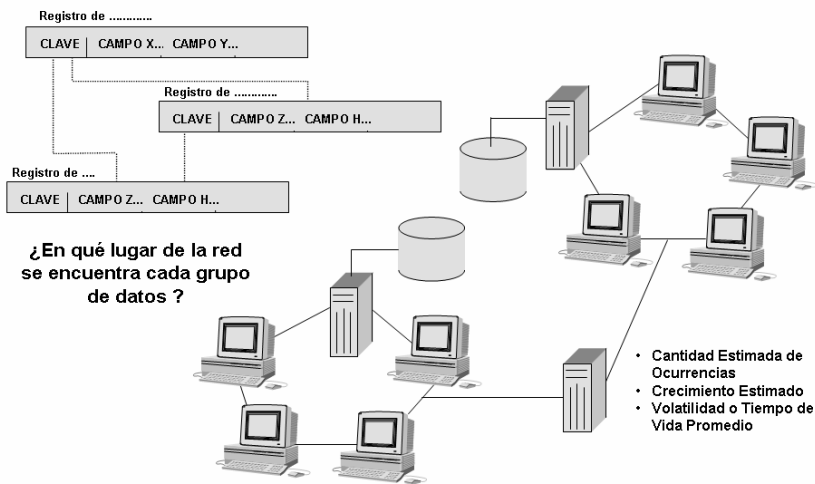 Registro de .............
CLAVE CAMPO X... CAMPO Y...
Registro de .............
CLAVE CAMPO Z... CAMPO H...
Registro de ....
CLAVE CAMPO Z... CAMPO H...
¿En qué lugar de la red
se encuentra cada grupo
de datos ?
• Cantidad Estimada de
Ocurrencias
• Crecimiento Estimado
• Volatilidad o Tiempo de
Vida Promedio